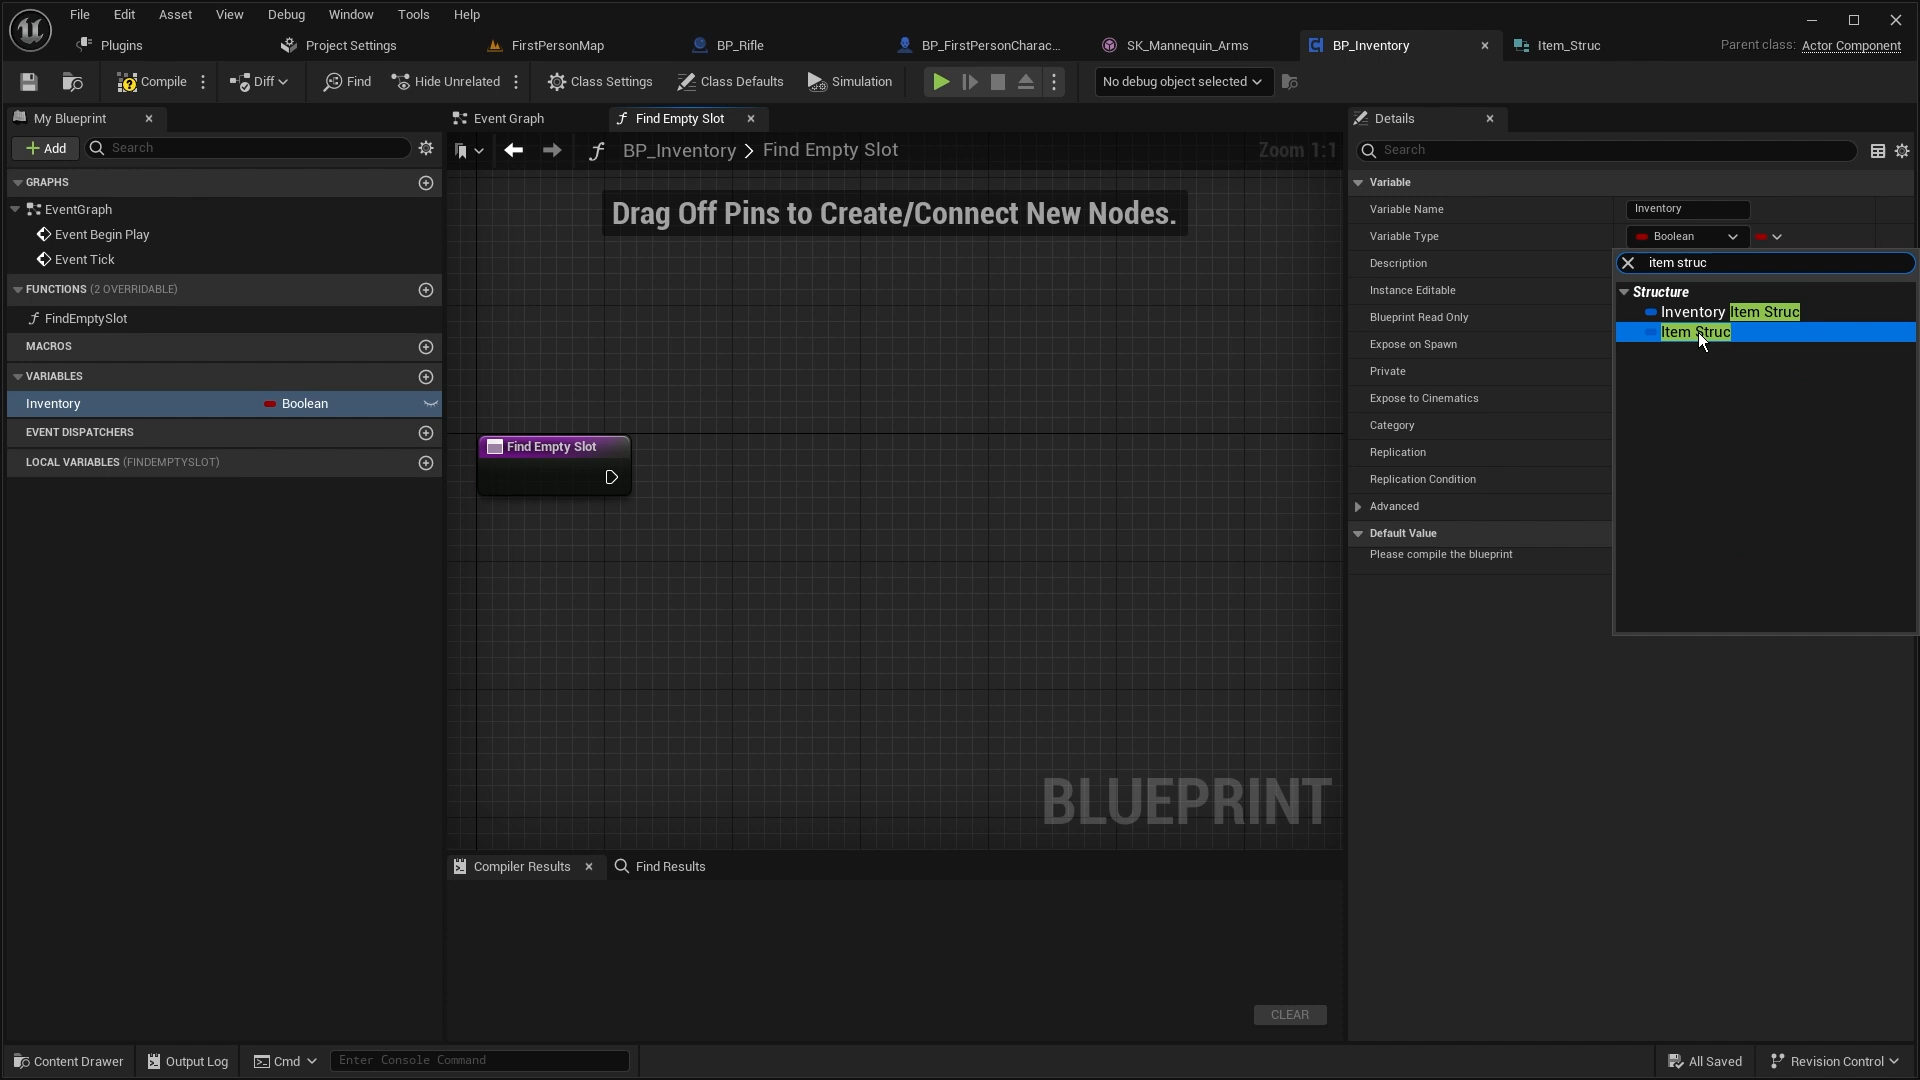 File Edit Asset View Debug Window Tools Help
Plugins Project Settings FirstPersonMap BP_Rifle BP_FirstPersonCharac... SK_Mannequin_Arms BP_Inventory Item_Struc Parent class: Actor Component
Compile Diff Find Hide Unrelated Class Settings Class Defaults Simulation No debug object selected
My Blueprint
Add Search
GRAPHS
EventGraph
Event Begin Play
Event Tick
FUNCTIONS (2 OVERRIDABLE)
FindEmptySlot
MACROS
VARIABLES
Inventory Boolean
EVENT DISPATCHERS
LOCAL VARIABLES (FINDEMPTYSLOT)
Event Graph Find Empty Slot
BP_Inventory > Find Empty Slot Zoom 1:1
Drag Off Pins to Create/Connect New Nodes.
Find Empty Slot
BLUEPRINT
Compiler Results Find Results
CLEAR
Details
Search
Variable
Variable Name Inventory
Variable Type Boolean
Description
Instance Editable
Blueprint Read Only
Expose on Spawn
Private
Expose to Cinematics
Category
Replication
Replication Condition
Advanced
Default Value
Please compile the blueprint
item struc
Structure
Inventory Item Struc
Item Struc
Content Drawer Output Log Cmd Enter Console Command All Saved Revision Control